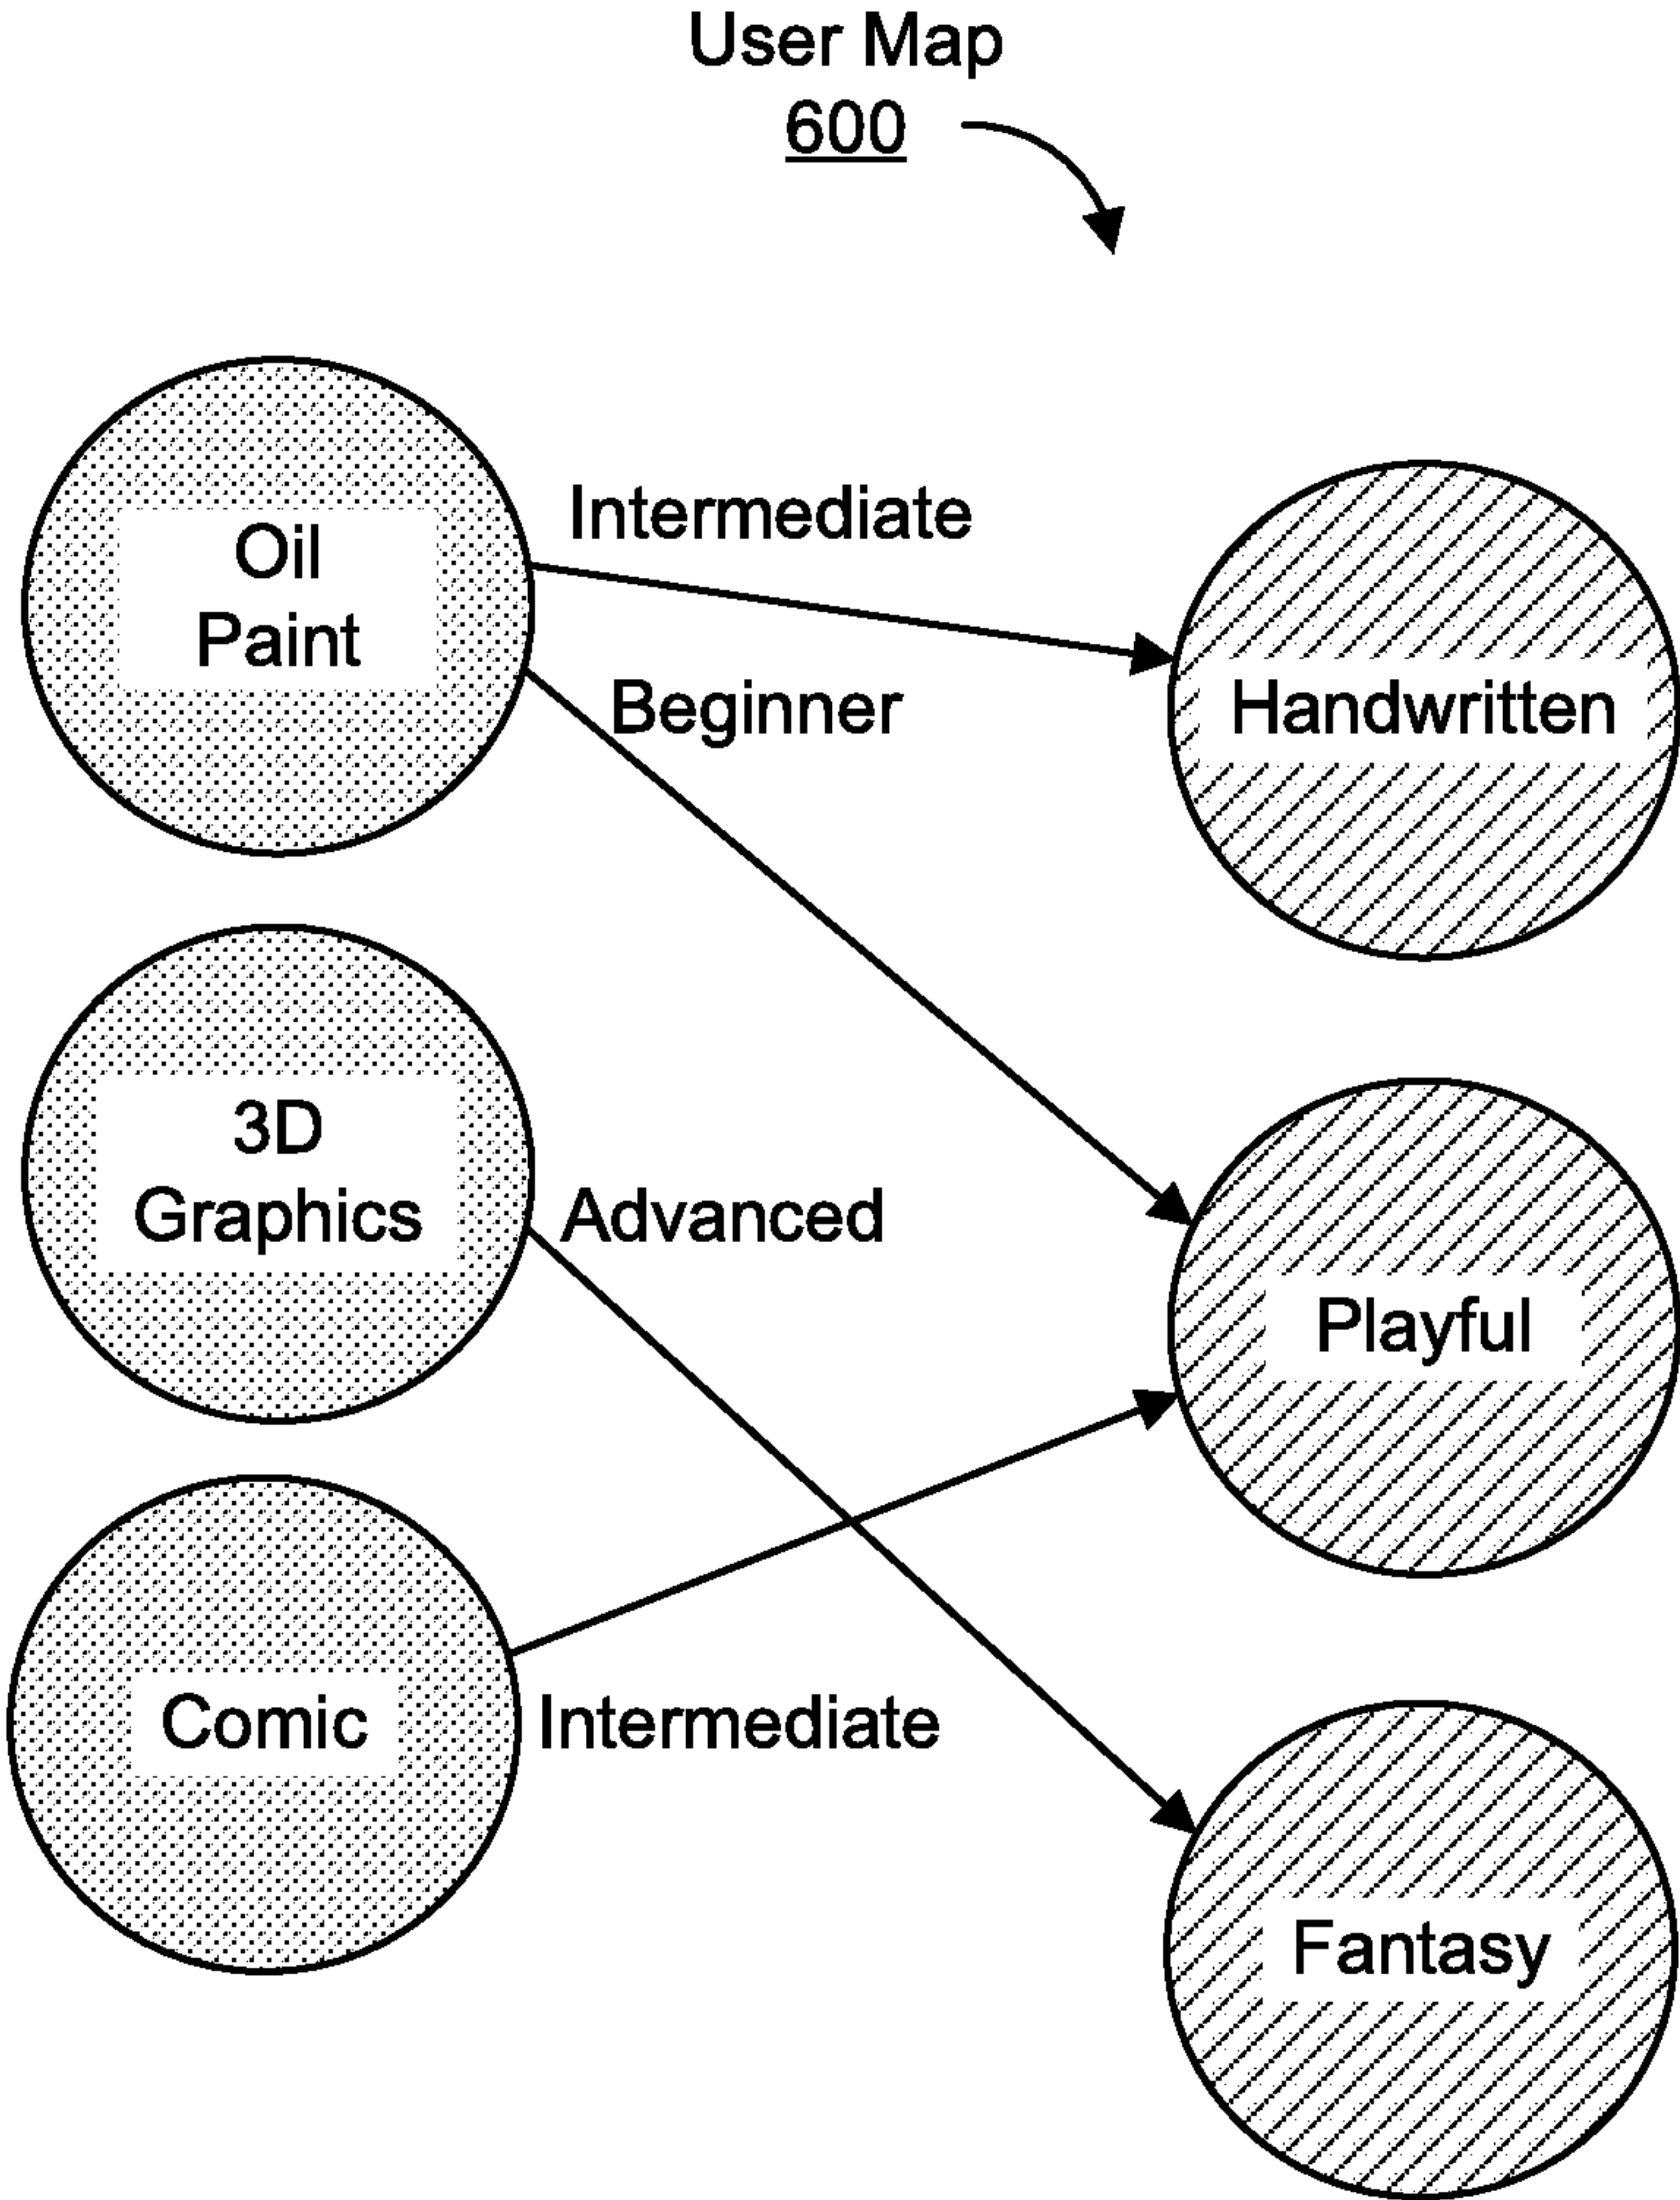 User Map
600
Oil
Paint
Intermediate
Beginner
Handwritten
3D
Graphics
Advanced
Playful
Comic
Intermediate
Fantasy